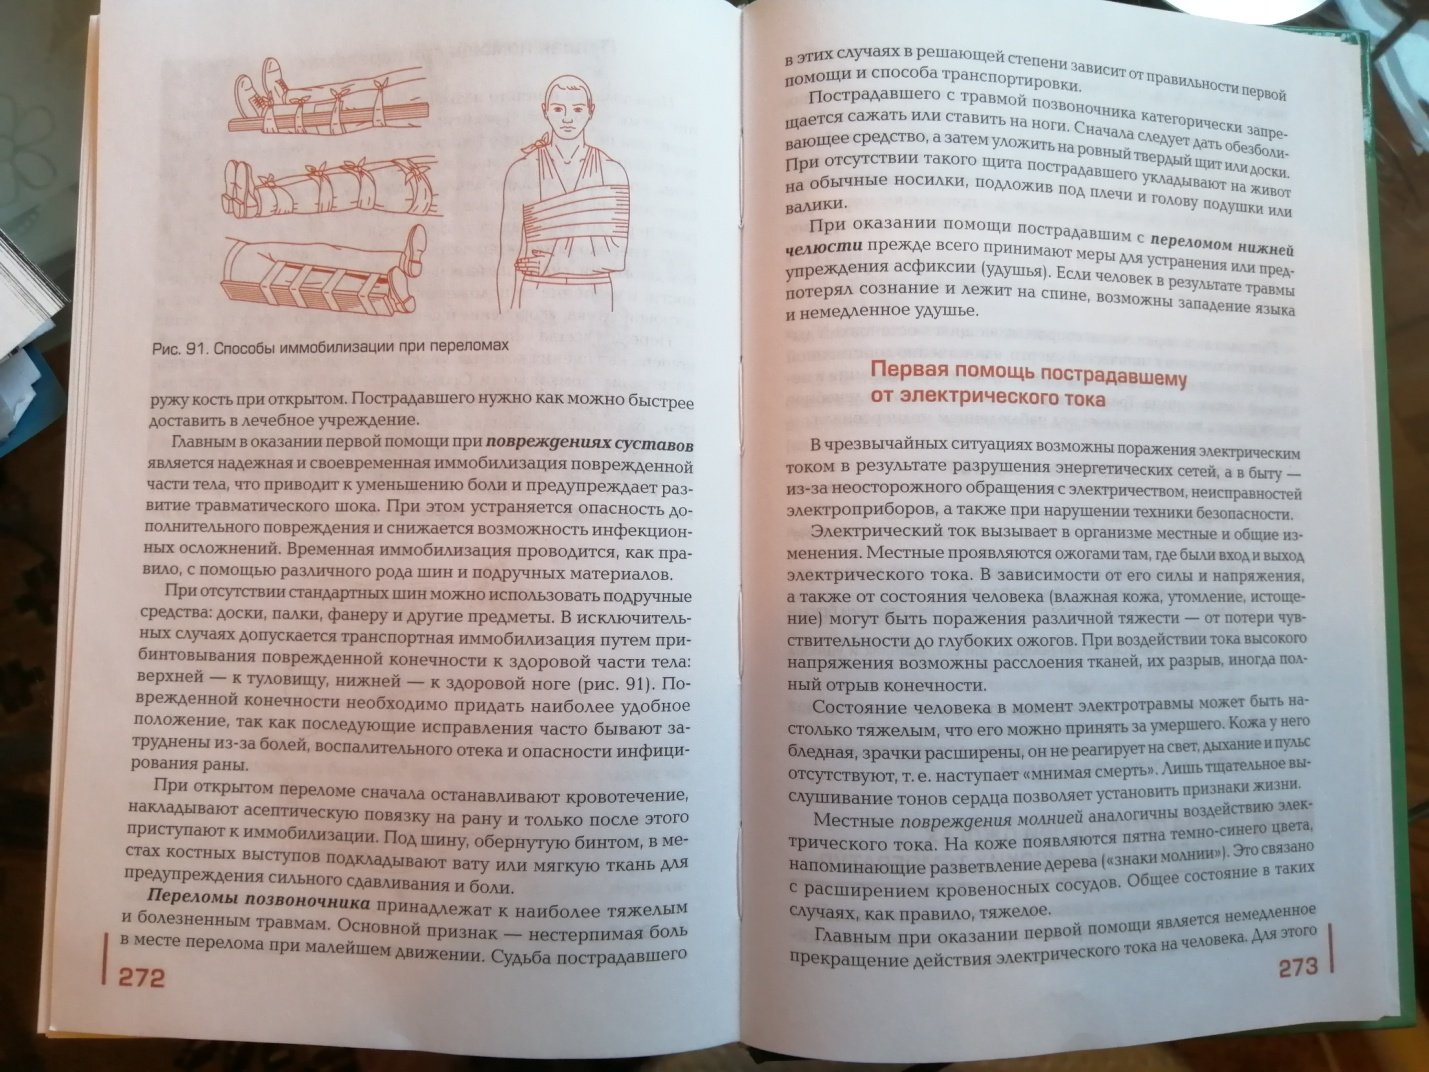 Рис. 91. Способы иммобилизации при переломах
ружу кость при открытом. Пострадавшего нужно как можно быстрее
доставить в лечебное учреждение.
Главным в оказании первой помощи при повреждениях суставов
является надежная и своевременная иммобилизация поврежденной
части тела, что приводит к уменьшению боли и предупреждает раз-
витие травматического шока. При этом устраняется опасность до-
полнительного повреждения и снижается возможность инфекцион-
ных осложнений. Временная иммобилизация проводится, как пра-
вило, с помощью различного рода шин и подручных материалов.
При отсутствии стандартных шин можно использовать подручные
средства: доски, палки, фанеру и другие предметы. В исключитель-
ных случаях допускается транспортная иммобилизация путем при-
бинтовывания поврежденной конечности к здоровой части тела:
верхней — к туловищу, нижней — к здоровой ноге (рис. 91). По-
врежденной конечности необходимо придать наиболее удобное
положение, так как последующие исправления часто бывают за-
труднены из-за болей, воспалительного отека и опасности инфици-
рования раны.
При открытом переломе сначала останавливают кровотечение,
накладывают асептическую повязку на рану и только после этого
приступают к иммобилизации. Под шину, обернутую бинтом, в ме-
стах костных выступов подкладывают вату или мягкую ткань для
предупреждения сильного сдавливания и боли.
Переломы позвоночника принадлежат к наиболее тяжелым
и болезненным травмам. Основной признак — нестерпимая боль
в месте перелома при малейшем движении. Судьба пострадавшего
272
в этих случаях в решающей степени зависит от правильности первой
помощи и способа транспортировки.
Пострадавшего с травмой позвоночника категорически запре-
щается сажать или ставить на ноги. Сначала следует дать обезболи-
вающее средство, а затем уложить на ровный твердый щит или доски.
При отсутствии такого щита пострадавшего укладывают на живот
на обычные носилки, подложив под плечи и голову подушки или
валики.
При оказании помощи пострадавшим с переломом нижней
челюсти прежде всего принимают меры для устранения или пред-
упреждения асфиксии (удушья). Если человек в результате травмы
потерял сознание и лежит на спине, возможны западение языка
и немедленное удушье.
Первая помощь пострадавшему
от электрического тока
В чрезвычайных ситуациях возможны поражения электрическим
током в результате разрушения энергетических сетей, а в быту —
из-за неосторожного обращения с электричеством, неисправностей
электроприборов, а также при нарушении техники безопасности.
Электрический ток вызывает в организме местные и общие из-
менения. Местные проявляются ожогами там, где были вход и выход
электрического тока. В зависимости от его силы и напряжения,
а также от состояния человека (влажная кожа, утомление, истоще-
ние) могут быть поражения различной тяжести — от потери чув-
ствительности до глубоких ожогов. При воздействии тока высокого
напряжения возможны расслоения тканей, их разрыв, иногда пол-
ный отрыв конечности.
Состояние человека в момент электротравмы может быть на-
столько тяжелым, что его можно принять за умершего. Кожа у него
бледная, зрачки расширены, он не реагирует на свет, дыхание и пульс
отсутствуют, т. е. наступает «мнимая смерть». Лишь тщательное вы-
слушивание тонов сердца позволяет установить признаки жизни.
Местные повреждения молнией аналогичны воздействию элек-
трического тока. На коже появляются пятна темно-синего цвета,
напоминающие разветвление дерева («знаки молнии»). Это связано
с расширением кровеносных сосудов. Общее состояние в таких
случаях, как правило, тяжелое.
Главным при оказании первой помощи является немедленное
прекращение действия электрического тока на человека. Для этого
273